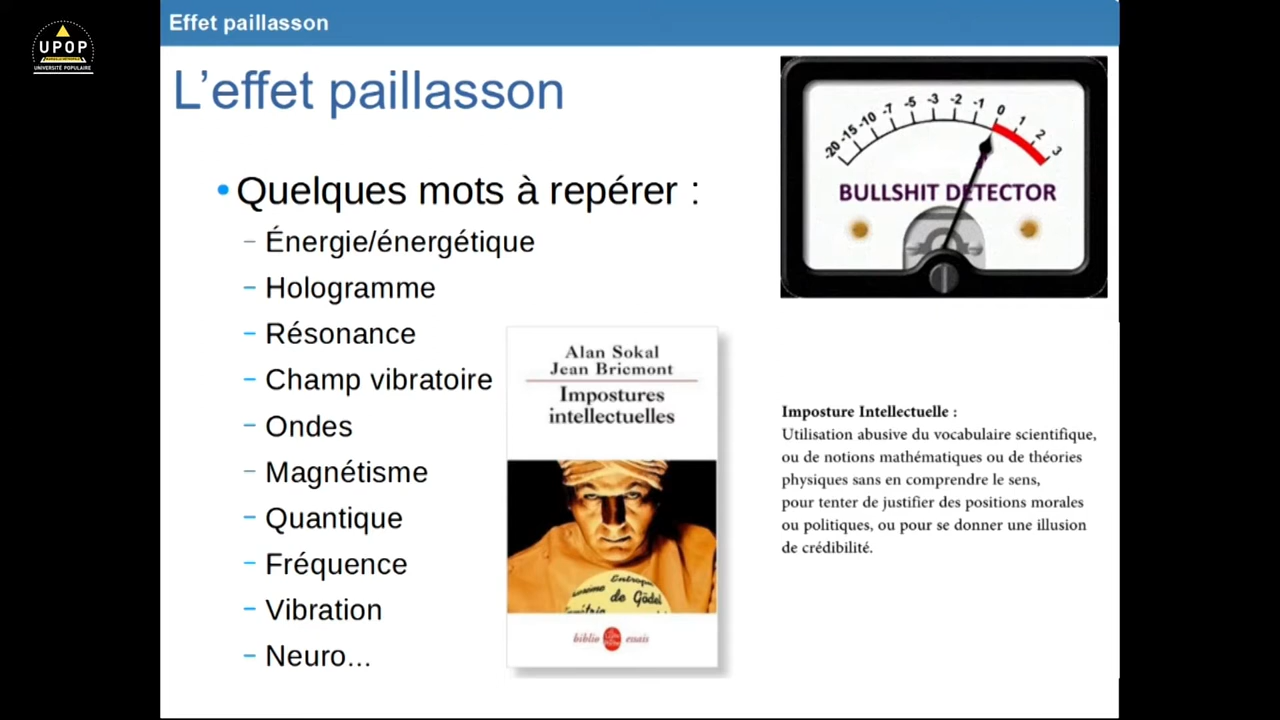 Effet paillasson
UPOP
UNIVERSITÉ POPULAIRE
L'effet paillasson
• Quelques mots à repérer :
– Énergie/énergétique
– Hologramme
– Résonance
– Champ vibratoire
– Ondes
– Magnétisme
– Quantique
– Fréquence
– Vibration
– Neuro...
-20 -15 -10 -7 -5 -3 -2 -1 0 1 2 3
BULLSHIT DETECTOR
Alan Sokal
Jean Bricmont
Impostures
intellectuelles
Entrop
de Gödel
biblio essais
Imposture Intellectuelle :
Utilisation abusive du vocabulaire scientifique,
ou de notions mathématiques ou de théories
physiques sans en comprendre le sens,
pour tenter de justifier des positions morales
ou politiques, ou pour se donner une illusion
de crédibilité.